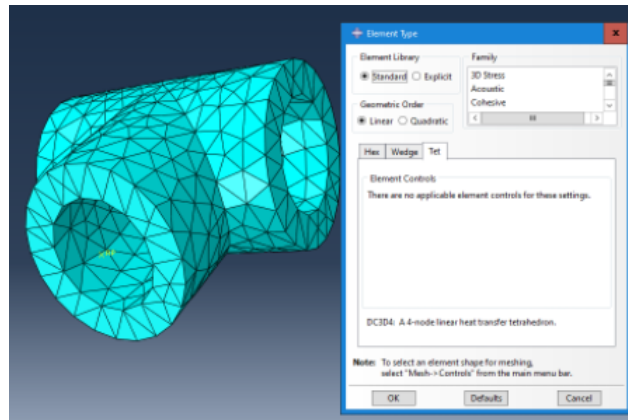 Element Type
x
Element Library
Standard Explicit
Family
3D Stress
Acoustic
Cohesive
Geometric Order
Linear Quadratic
Hex Wedge Tet
Element Controls
There are no applicable element controls for these settings.
DC3D4: A 4-node linear heat transfer tetrahedron.
Note: To select an element shape for meshing,
select "Mesh->Controls" from the main menu bar.
OK Defaults Cancel